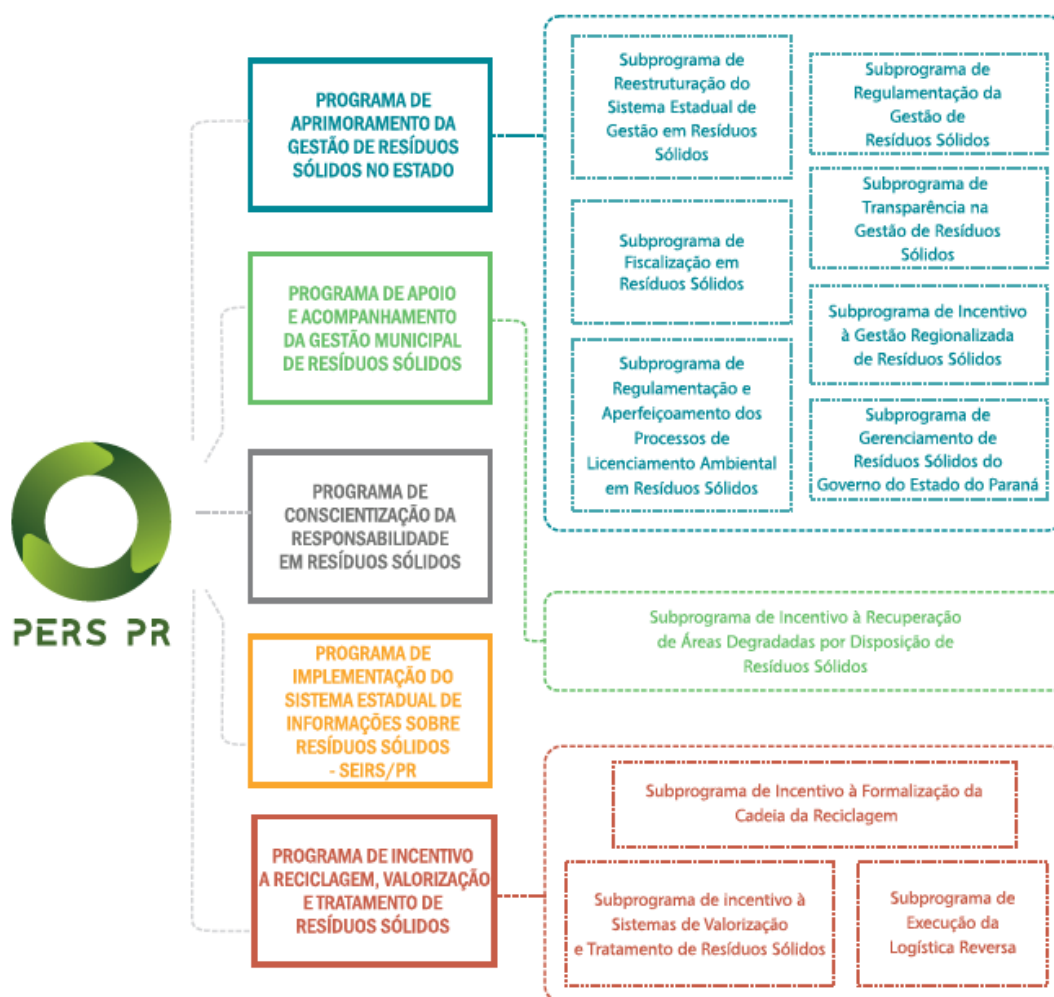 PERS PR
PROGRAMA DE
APRIMORAMENTO DA
GESTÃO DE RESÍDUOS
SÓLIDOS NO ESTADO
Subprograma de
Reestruturação do
Sistema Estadual de
Gestão em Resíduos
Sólidos
Subprograma de
Regulamentação da
Gestão de
Resíduos Sólidos
Subprograma de
Fiscalização em
Resíduos Sólidos
Subprograma de
Transparência na
Gestão de Resíduos
Sólidos
Subprograma de
Regulamentação e
Aperfeiçoamento dos
Processos de
Licenciamento Ambiental
em Resíduos Sólidos
Subprograma de Incentivo
à Gestão Regionalizada
de Resíduos Sólidos
Subprograma de
Gerenciamento de
Resíduos Sólidos do
Governo do Estado do Paraná
PROGRAMA DE APOIO
E ACOMPANHAMENTO
DA GESTÃO MUNICIPAL
DE RESÍDUOS SÓLIDOS
Subprograma de Incentivo à Recuperação
de Áreas Degradadas por Disposição de
Resíduos Sólidos
PROGRAMA DE
CONSCIENTIZAÇÃO DA
RESPONSABILIDADE
EM RESÍDUOS SÓLIDOS
PROGRAMA DE
IMPLEMENTAÇÃO DO
SISTEMA ESTADUAL DE
INFORMAÇÕES SOBRE
RESÍDUOS SÓLIDOS
- SEIRS/PR
PROGRAMA DE INCENTIVO
A RECICLAGEM, VALORIZAÇÃO
E TRATAMENTO DE
RESÍDUOS SÓLIDOS
Subprograma de Incentivo à Formalização da
Cadeia da Reciclagem
Subprograma de incentivo à
Sistemas de Valorização
e Tratamento de Resíduos Sólidos
Subprograma de
Execução da
Logística Reversa